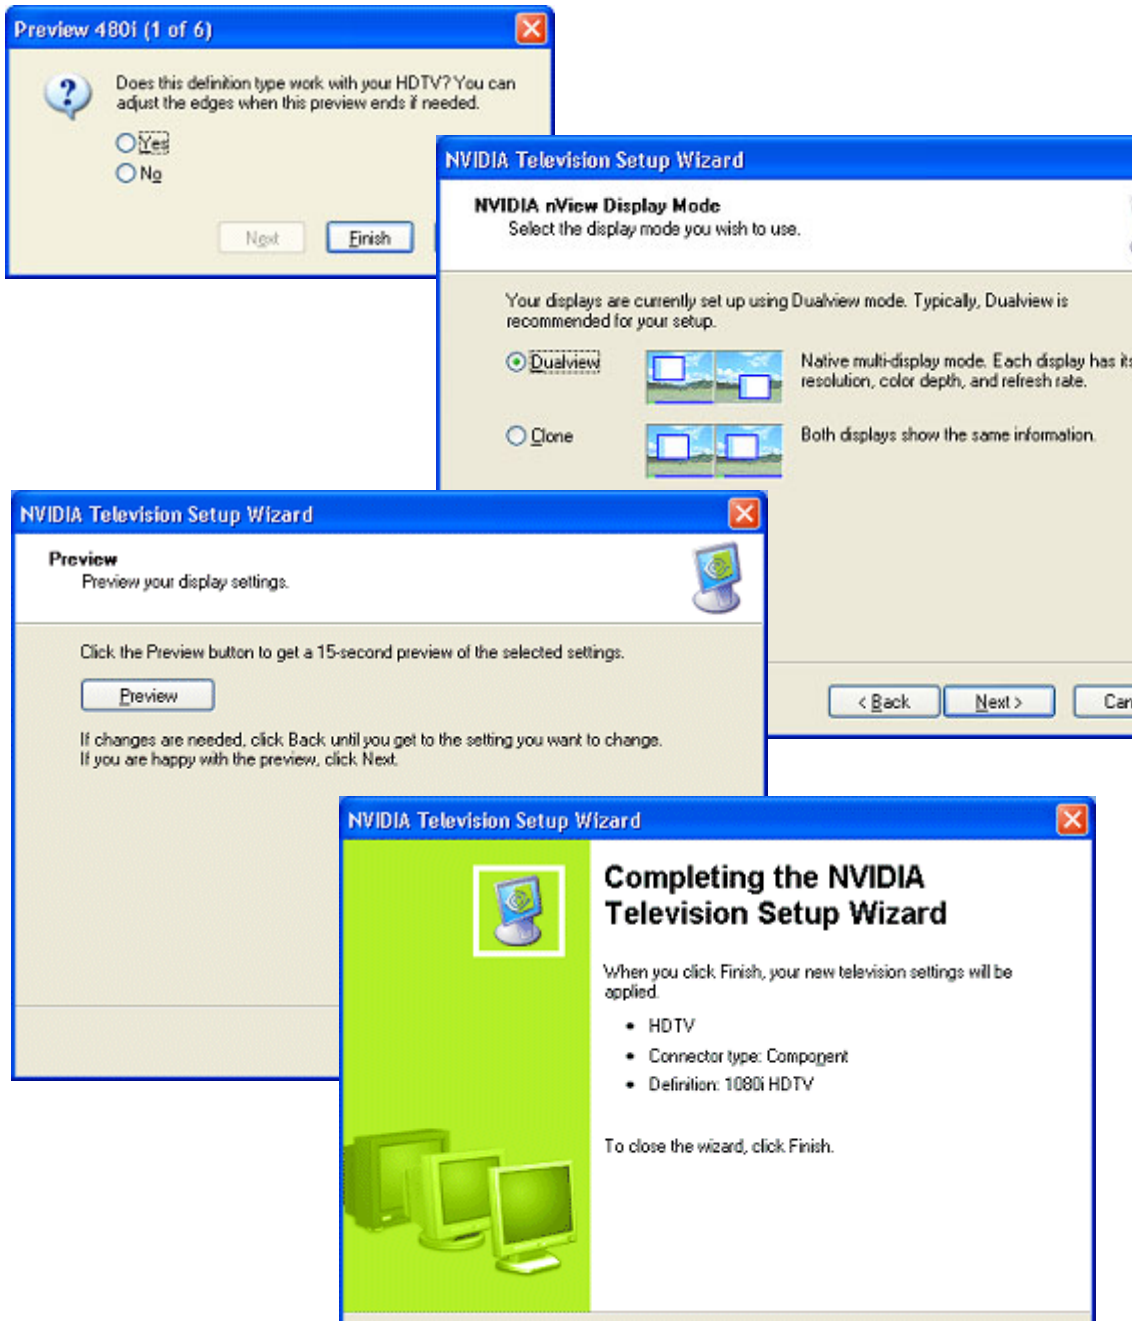 Preview 480i (1 of 6)
Does this definition type work with your HDTV? You can
adjust the edges when this preview ends if needed.
Yes
No
Next
Finish
NVIDIA Television Setup Wizard
NVIDIA nView Display Mode
Select the display mode you wish to use.
Your displays are currently set up using Dualview mode. Typically, Dualview is
recommended for your setup.
Dualview
Native multi-display mode. Each display has its
resolution, color depth, and refresh rate.
Clone
Both displays show the same information.
< Back
Next >
NVIDIA Television Setup Wizard
Preview
Preview your display settings.
Click the Preview button to get a 15-second preview of the selected settings.
Preview
If changes are needed, click Back until you get to the setting you want to change.
If you are happy with the preview, click Next.
NVIDIA Television Setup Wizard
Completing the NVIDIA
Television Setup Wizard
When you click Finish, your new television settings will be
applied.
• HDTV
• Connector type: Component
• Definition: 1080i HDTV
To close the wizard, click Finish.